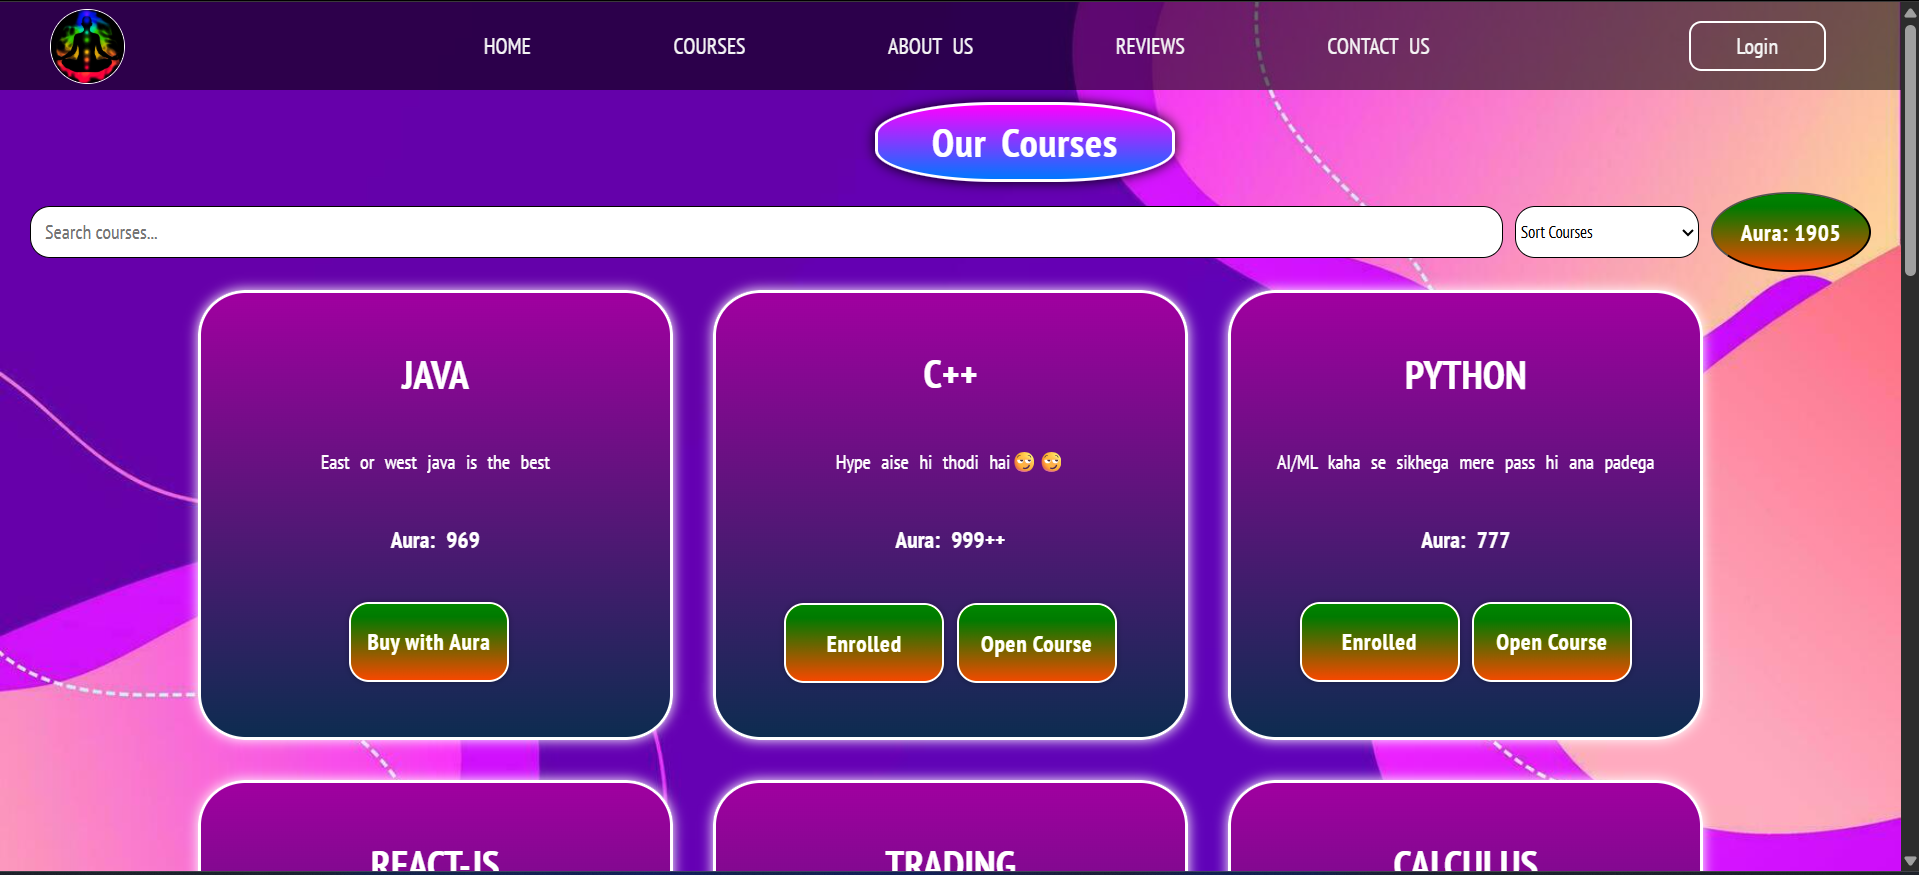 HOME COURSES ABOUT US REVIEWS CONTACT US Login
Our Courses
Search courses... Sort Courses Aura: 1905
JAVA
East or west java is the best
Aura: 969
Buy with Aura
C++
Hype aise hi thodi hai🙄🙄
Aura: 999++
Enrolled Open Course
PYTHON
AI/ML kaha se sikhega mere pass hi ana padega
Aura: 777
Enrolled Open Course
REACT-JS
TRADING
CALCULUS